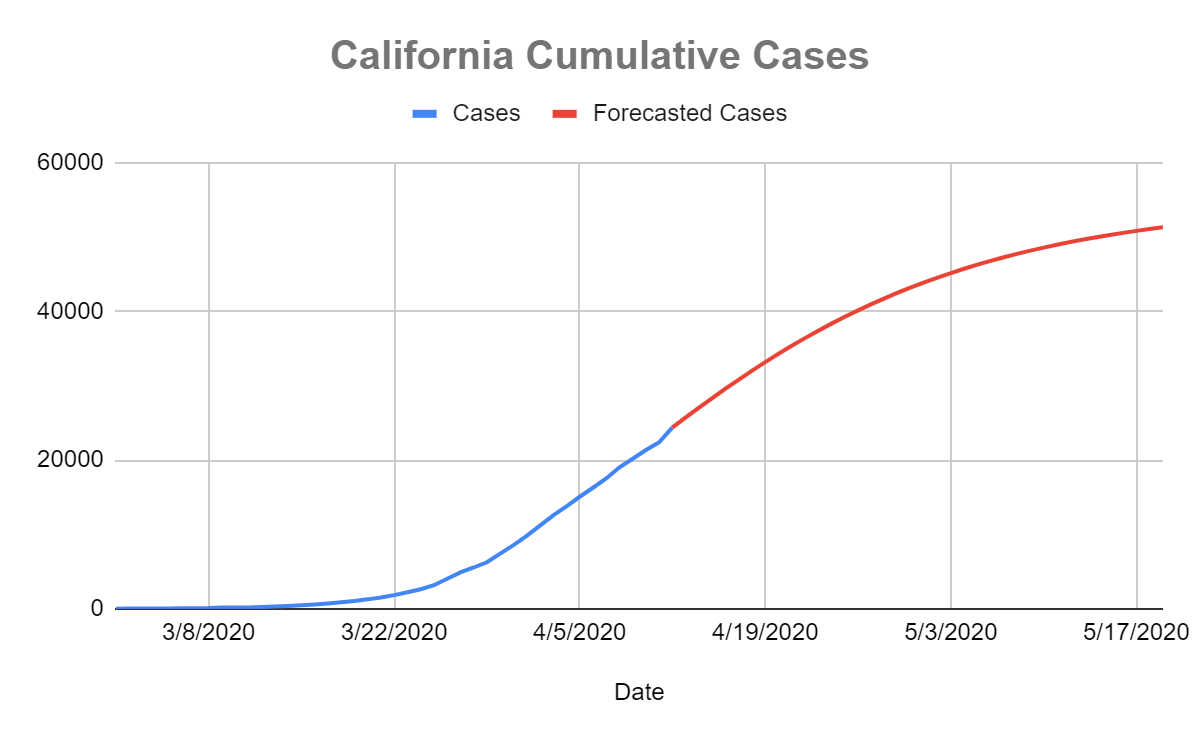 California Cumulative Cases
Cases Forecasted Cases
60000
40000
20000
0
3/8/2020 3/22/2020 4/5/2020 4/19/2020 5/3/2020 5/17/2020
Date